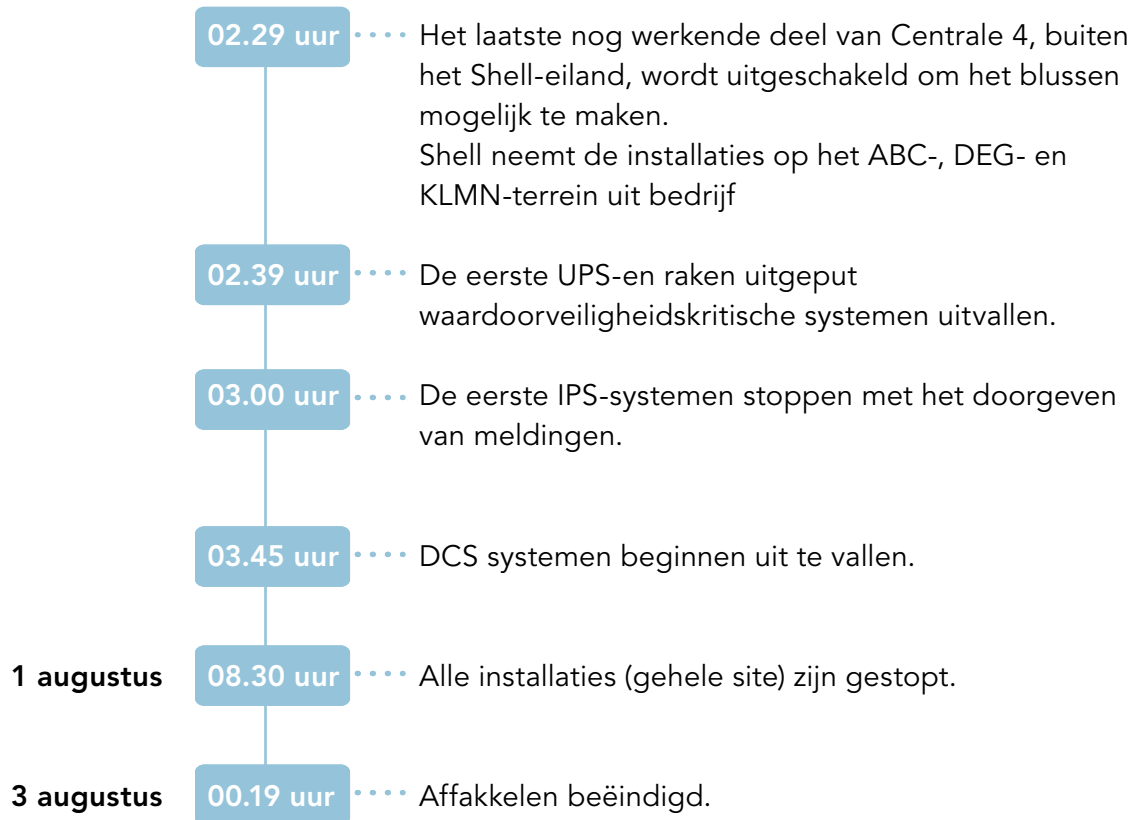 02.29 uur Het laatste nog werkende deel van Centrale 4, buiten
het Shell-eiland, wordt uitgeschakeld om het blussen
mogelijk te maken.
Shell neemt de installaties op het ABC-, DEG- en
KLMN-terrein uit bedrijf
02.39 uur De eerste UPS-en raken uitgeput
waardoorveiligheidskritische systemen uitvallen.
03.00 uur De eerste IPS-systemen stoppen met het doorgeven
van meldingen.
03.45 uur DCS systemen beginnen uit te vallen.
1 augustus 08.30 uur Alle installaties (gehele site) zijn gestopt.
3 augustus 00.19 uur Affakkelen beëindigd.